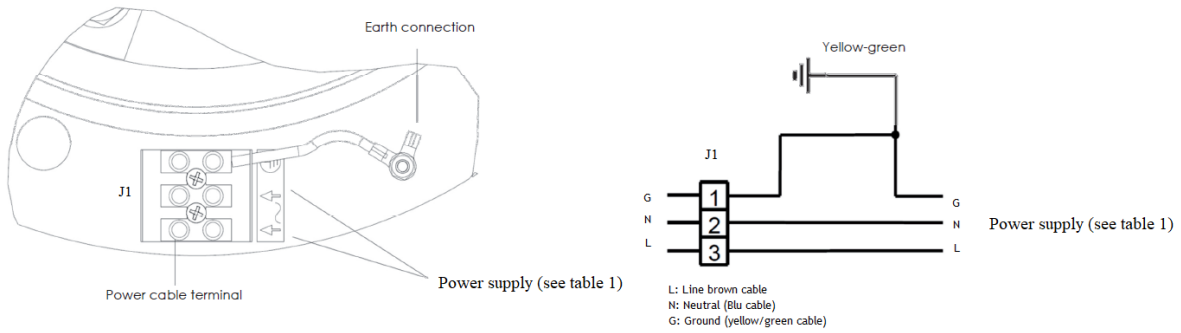 Earth connection
J1
Power supply (see table 1)
Power cable terminal
Yellow-green
J1
G 1 G
N 2 N Power supply (see table 1)
L 3 L
L: Line brown cable
N: Neutral (Blu cable)
G: Ground (yellow/green cable)